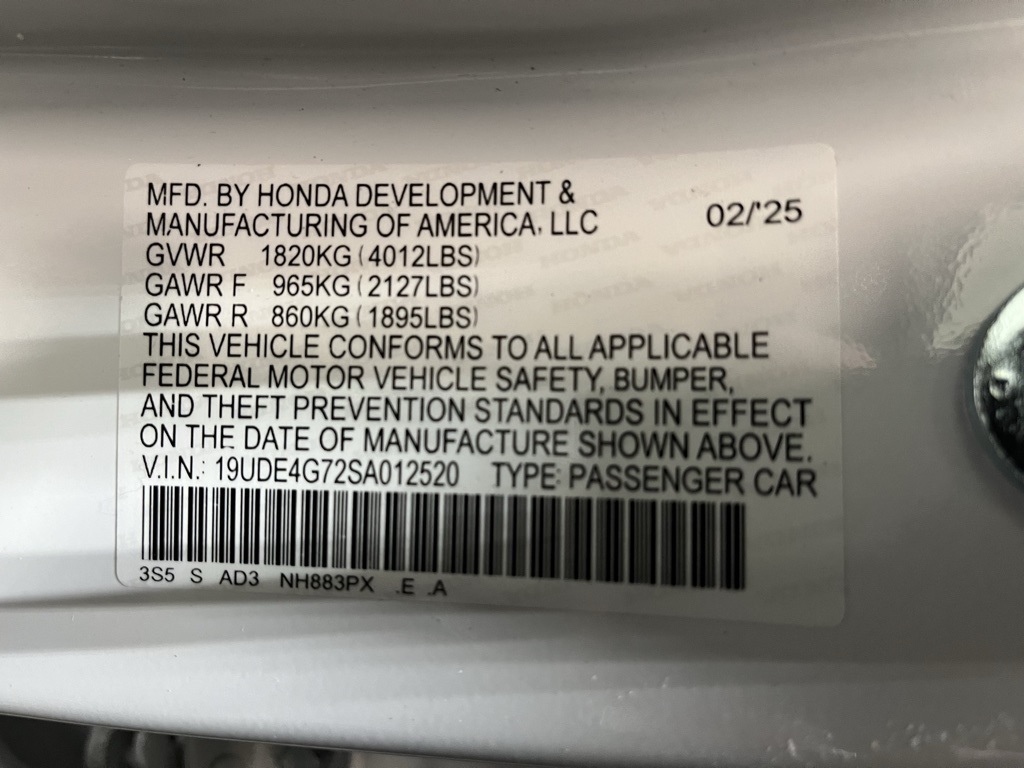 MFD. BY HONDA DEVELOPMENT &
MANUFACTURING OF AMERICA, LLC 02/'25
GVWR 1820KG (4012LBS)
GAWR F 965KG (2127LBS)
GAWR R 860KG (1895LBS)
THIS VEHICLE CONFORMS TO ALL APPLICABLE
FEDERAL MOTOR VEHICLE SAFETY, BUMPER,
AND THEFT PREVENTION STANDARDS IN EFFECT
ON THE DATE OF MANUFACTURE SHOWN ABOVE.
V.I.N.: 19UDE4G72SA012520 TYPE: PASSENGER CAR
3S5 S AD3 NH883PX .E .A